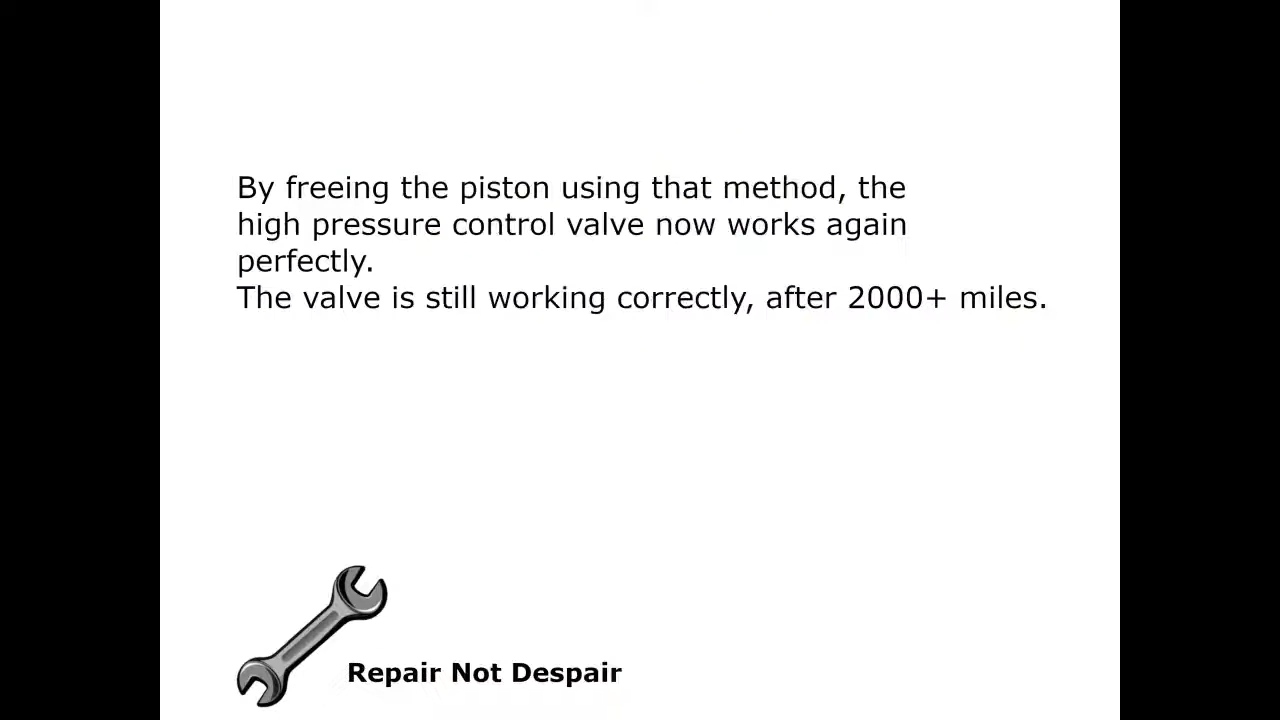 By freeing the piston using that method, the
high pressure control valve now works again
perfectly.
The valve is still working correctly, after 2000+ miles.
Repair Not Despair